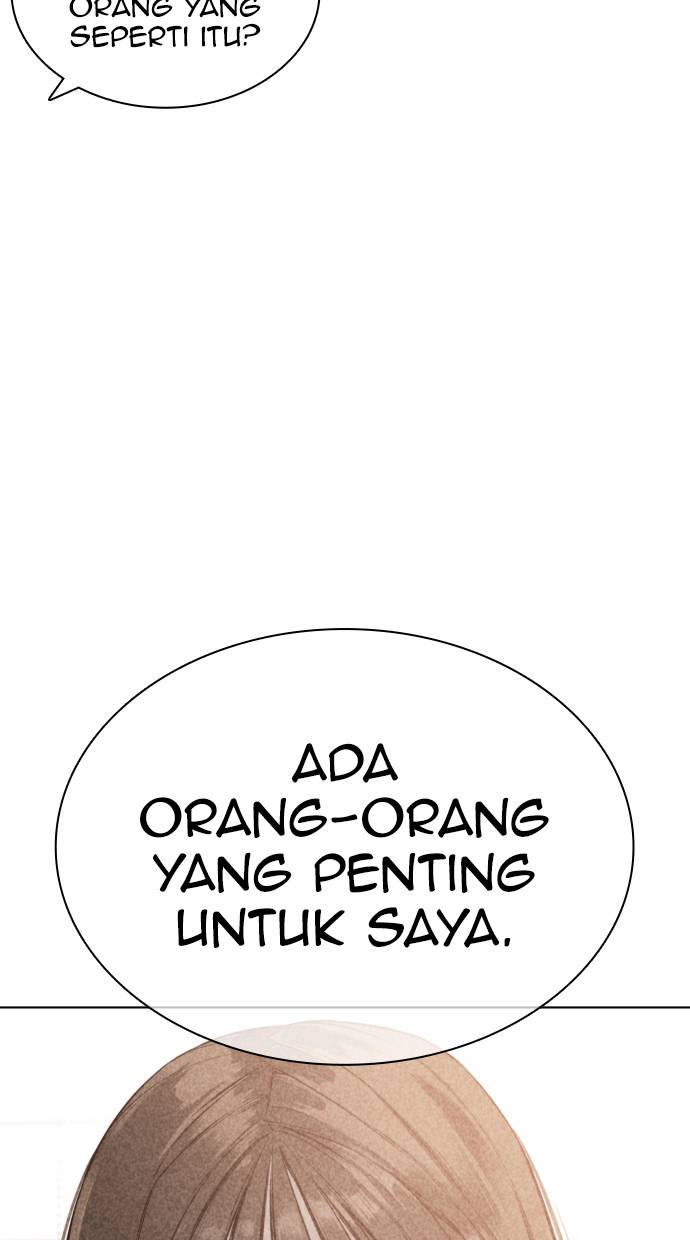 ORANG YANG
SEPERTI ITU?
ADA
ORANG-ORANG
YANG PENTING
UNTUK SAYA.